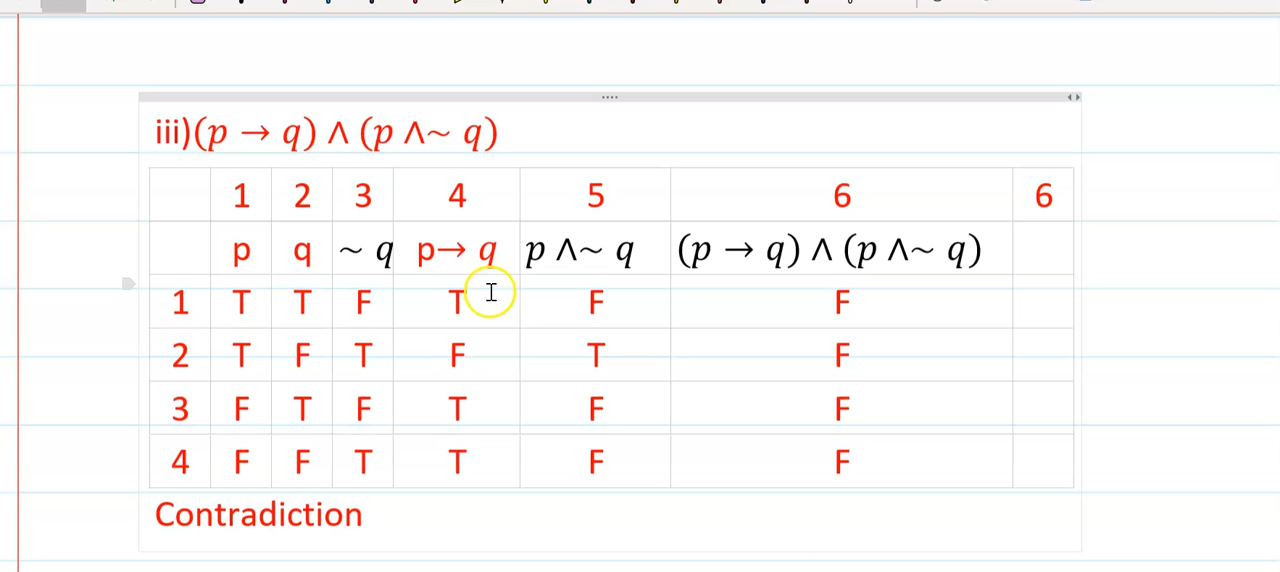 iii)(p → q) ∧ (p ∧~ q)
1 2 3 4 5 6 6
p q ~ q p→ q p ∧~ q (p → q) ∧ (p ∧~ q)
1 T T F T F F
2 T F T F T F
3 F T F T F F
4 F F T T F F
Contradiction